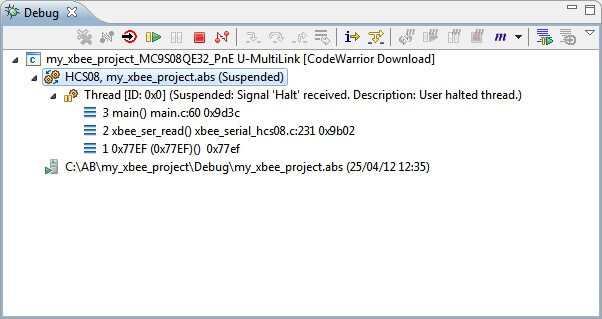 Debug
m
my_xbee_project_MC9S08QE32_PnE U-MultiLink [CodeWarrior Download]
HCS08, my_xbee_project.abs (Suspended)
Thread [ID: 0x0] (Suspended: Signal 'Halt' received. Description: User halted thread.)
3 main() main.c:60 0x9d3c
2 xbee_ser_read() xbee_serial_hcs08.c:231 0x9b02
1 0x77EF (0x77EF)() 0x77ef
C:\AB\my_xbee_project\Debug\my_xbee_project.abs (25/04/12 12:35)